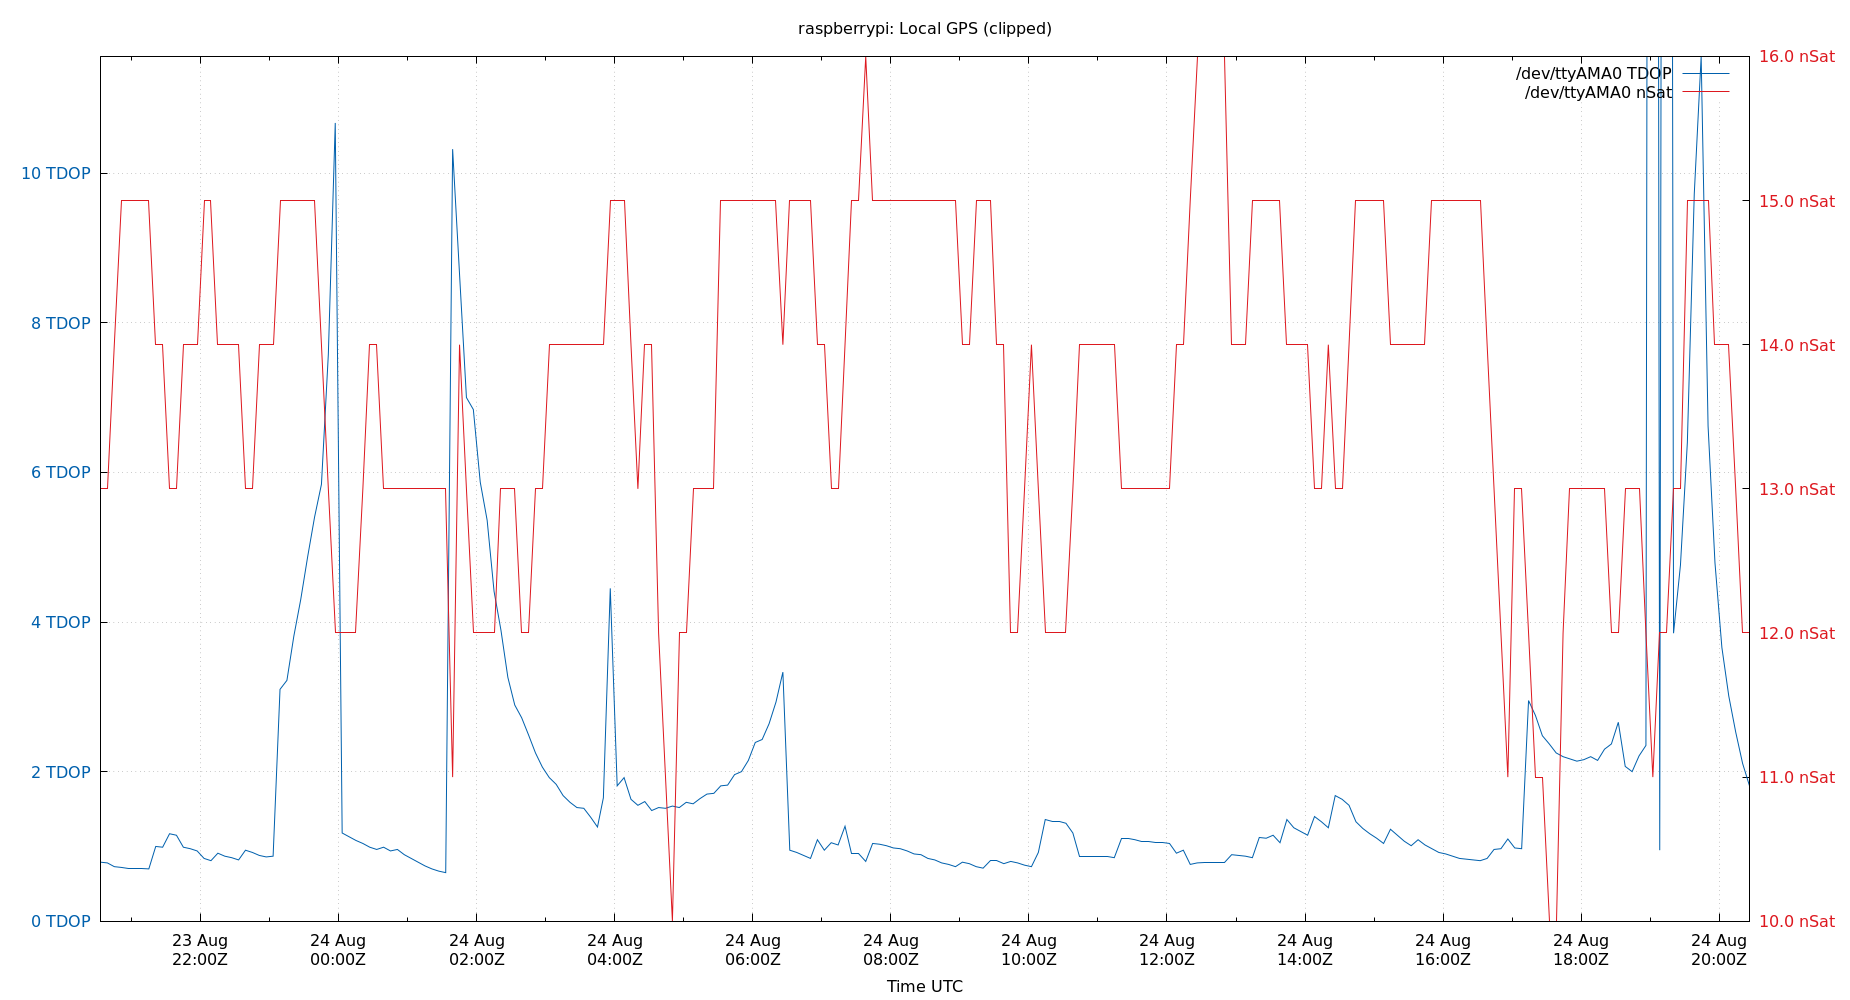 raspberrypi: Local GPS (clipped)
/dev/ttyAMA0 TDOP
/dev/ttyAMA0 nSat
10 TDOP
8 TDOP
6 TDOP
4 TDOP
2 TDOP
0 TDOP
16.0 nSat
15.0 nSat
14.0 nSat
13.0 nSat
12.0 nSat
11.0 nSat
10.0 nSat
23 Aug 24 Aug 24 Aug 24 Aug 24 Aug 24 Aug 24 Aug 24 Aug 24 Aug 24 Aug 24 Aug 24 Aug
22:00Z 00:00Z 02:00Z 04:00Z 06:00Z 08:00Z 10:00Z 12:00Z 14:00Z 16:00Z 18:00Z 20:00Z
Time UTC